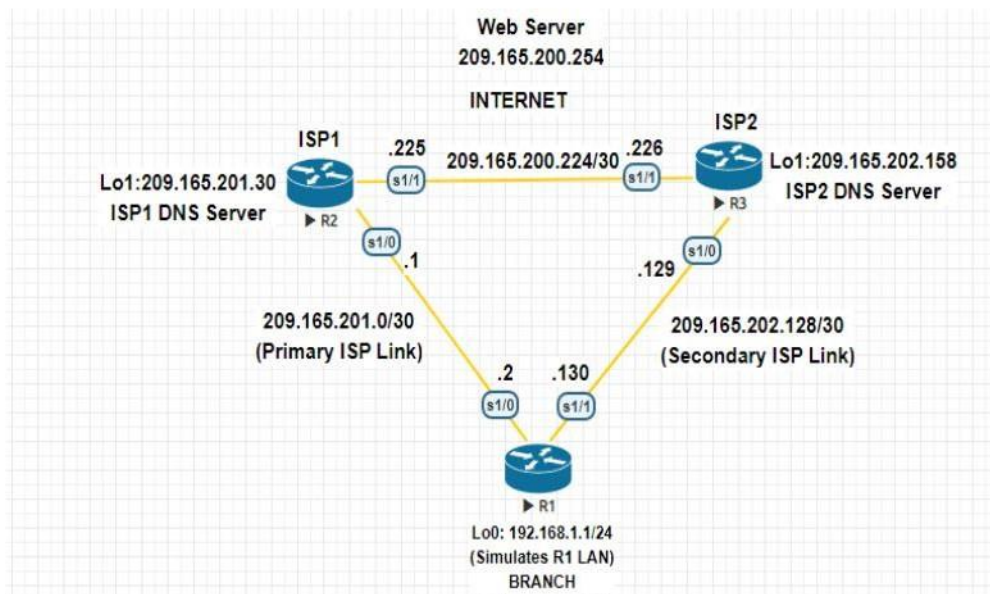 Web Server
209.165.200.254
INTERNET
ISP1
ISP2
.225
209.165.200.224/30
.226
s1/1
s1/1
Lo1:209.165.201.30
ISP1 DNS Server
Lo1:209.165.202.158
ISP2 DNS Server
R2
R3
s1/0
.1
s1/0
.129
209.165.201.0/30
(Primary ISP Link)
209.165.202.128/30
(Secondary ISP Link)
.2
.130
s1/0
s1/1
R1
Lo0: 192.168.1.1/24
(Simulates R1 LAN)
BRANCH